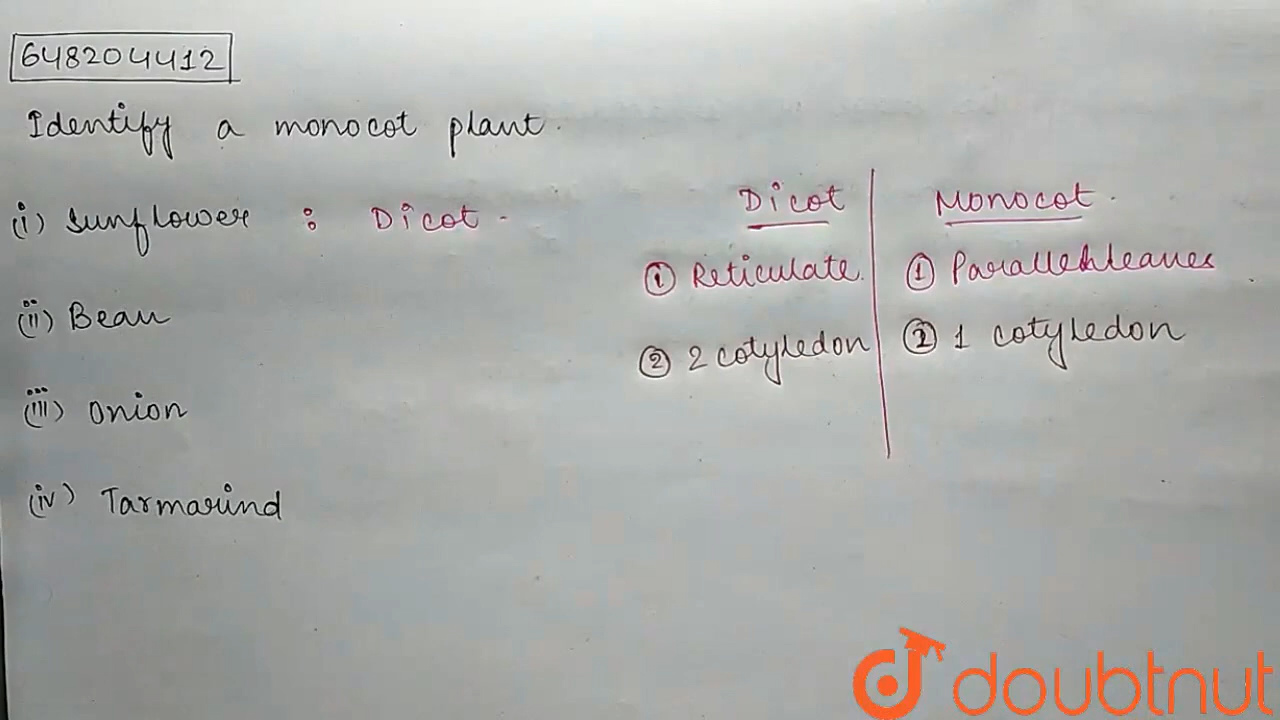 648204412
Identify a monocot plant.
(i) Sunflower : Dicot.
(ii) Bean
(iii) Onion
(iv) Tarmarind
Dicot | Monocot.
① Reticulate. | ① Parallel leaves
② 2 cotyledon | ② 1 cotyledon
doubtnut